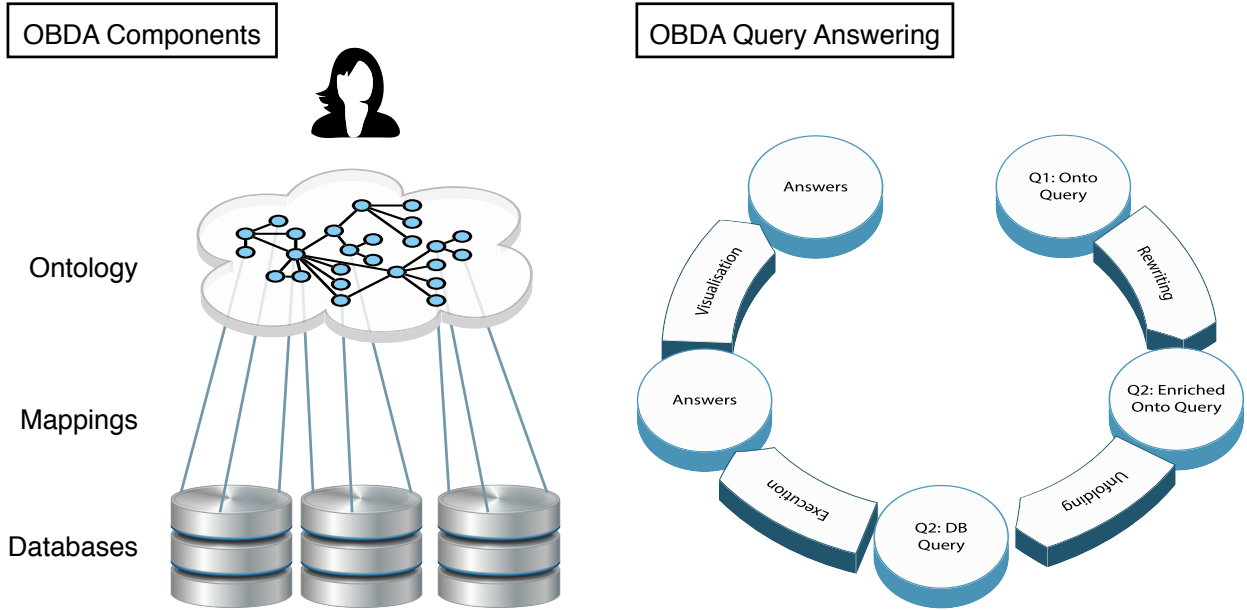 OBDA Components
Ontology
Mappings
Databases
OBDA Query Answering
Q1: Onto
Query
Rewriting
Q2: Enriched
Onto Query
Unfolding
Q2: DB
Query
Execution
Answers
Visualisation
Answers